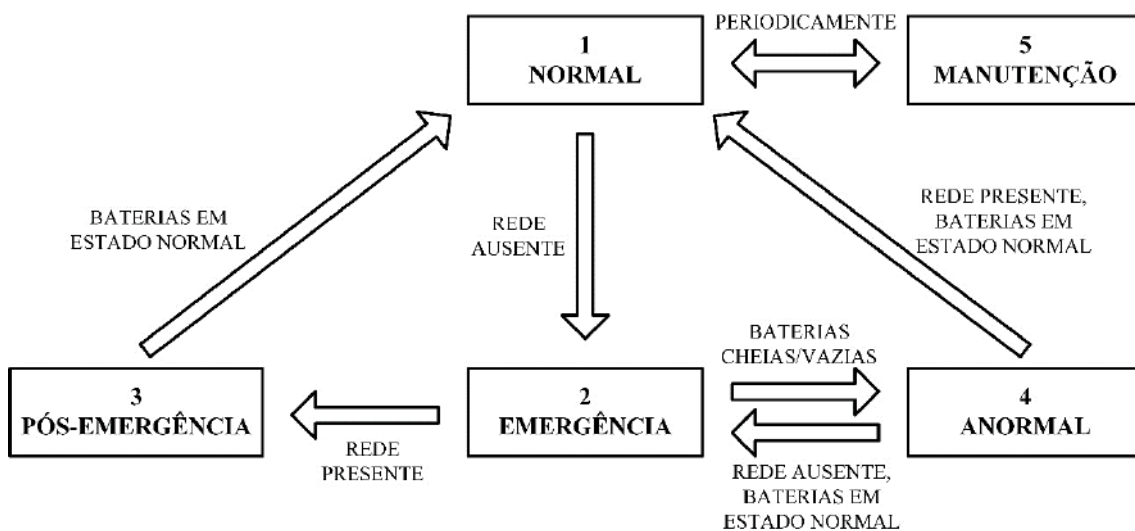 PERIODICAMENTE
1
NORMAL
5
MANUTENÇÃO
BATERIAS EM
ESTADO NORMAL
REDE
AUSENTE
REDE PRESENTE,
BATERIAS EM
ESTADO NORMAL
BATERIAS
CHEIAS/VAZIAS
3
PÓS-EMERGÊNCIA
2
EMERGÊNCIA
4
ANORMAL
REDE
PRESENTE
REDE AUSENTE,
BATERIAS EM
ESTADO NORMAL